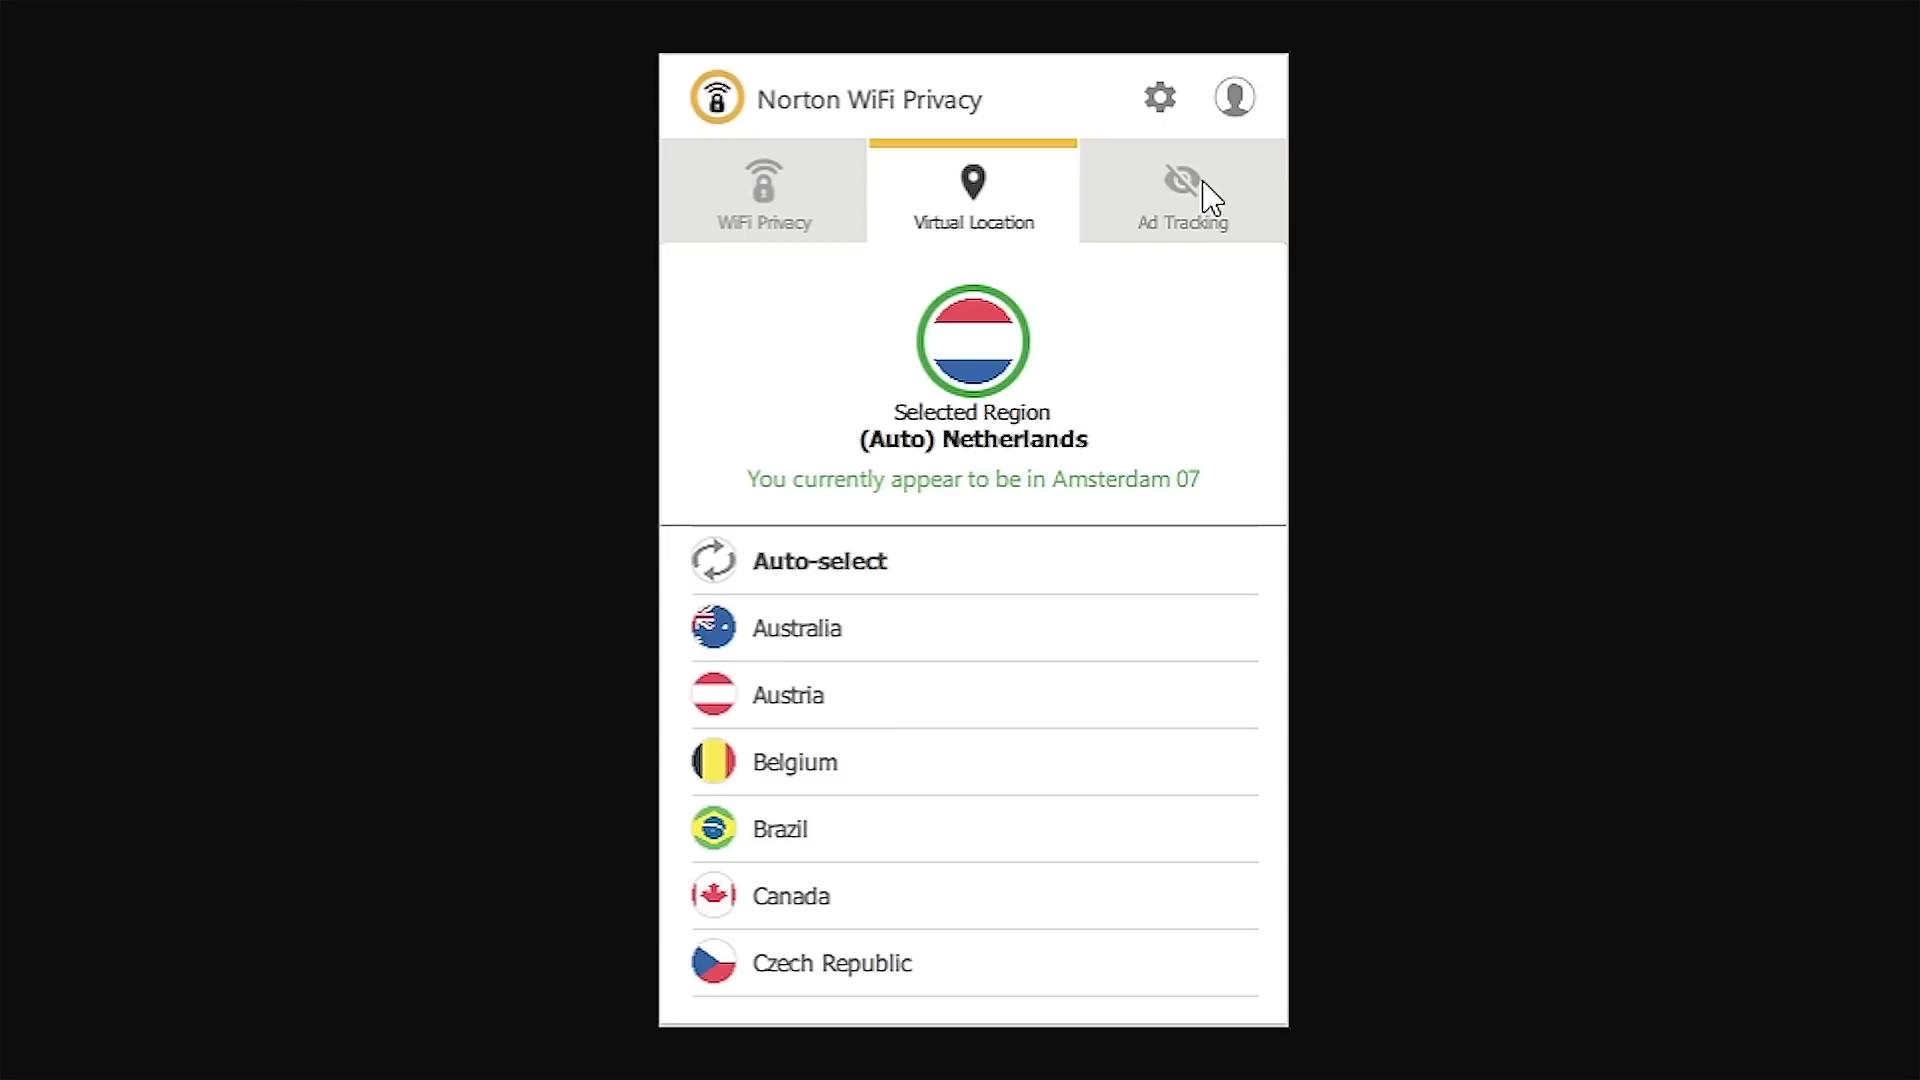 Norton WiFi Privacy
WiFi Privacy
Virtual Location
Ad Tracking
Selected Region
(Auto) Netherlands
You currently appear to be in Amsterdam 07
Auto-select
Australia
Austria
Belgium
Brazil
Canada
Czech Republic